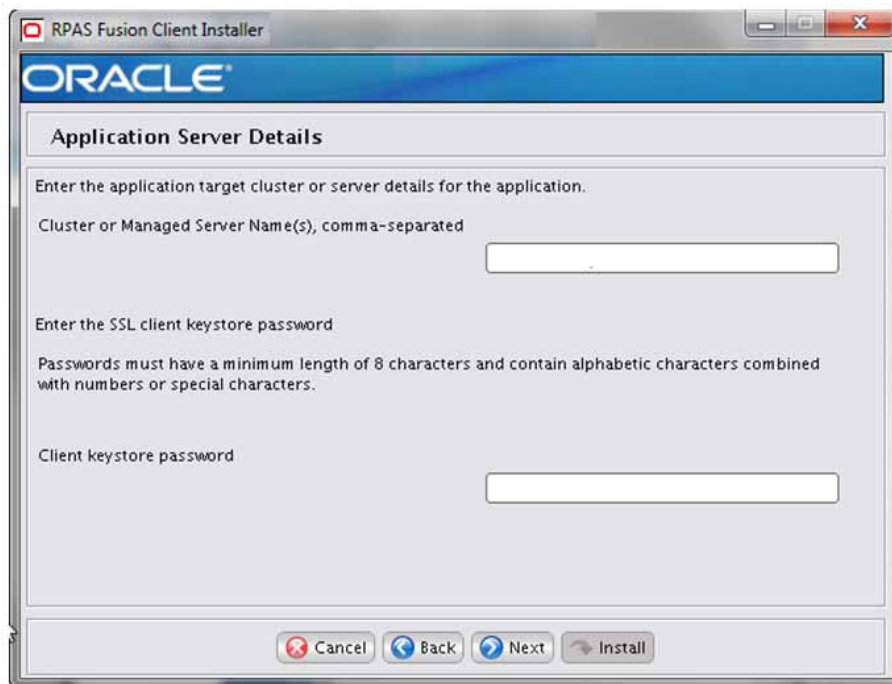 RPAS Fusion Client Installer
ORACLE
Application Server Details
Enter the application target cluster or server details for the application.
Cluster or Managed Server Name(s), comma-separated
Enter the SSL client keystore password
Passwords must have a minimum length of 8 characters and contain alphabetic characters combined
with numbers or special characters.
Client keystore password
Cancel Back Next Install